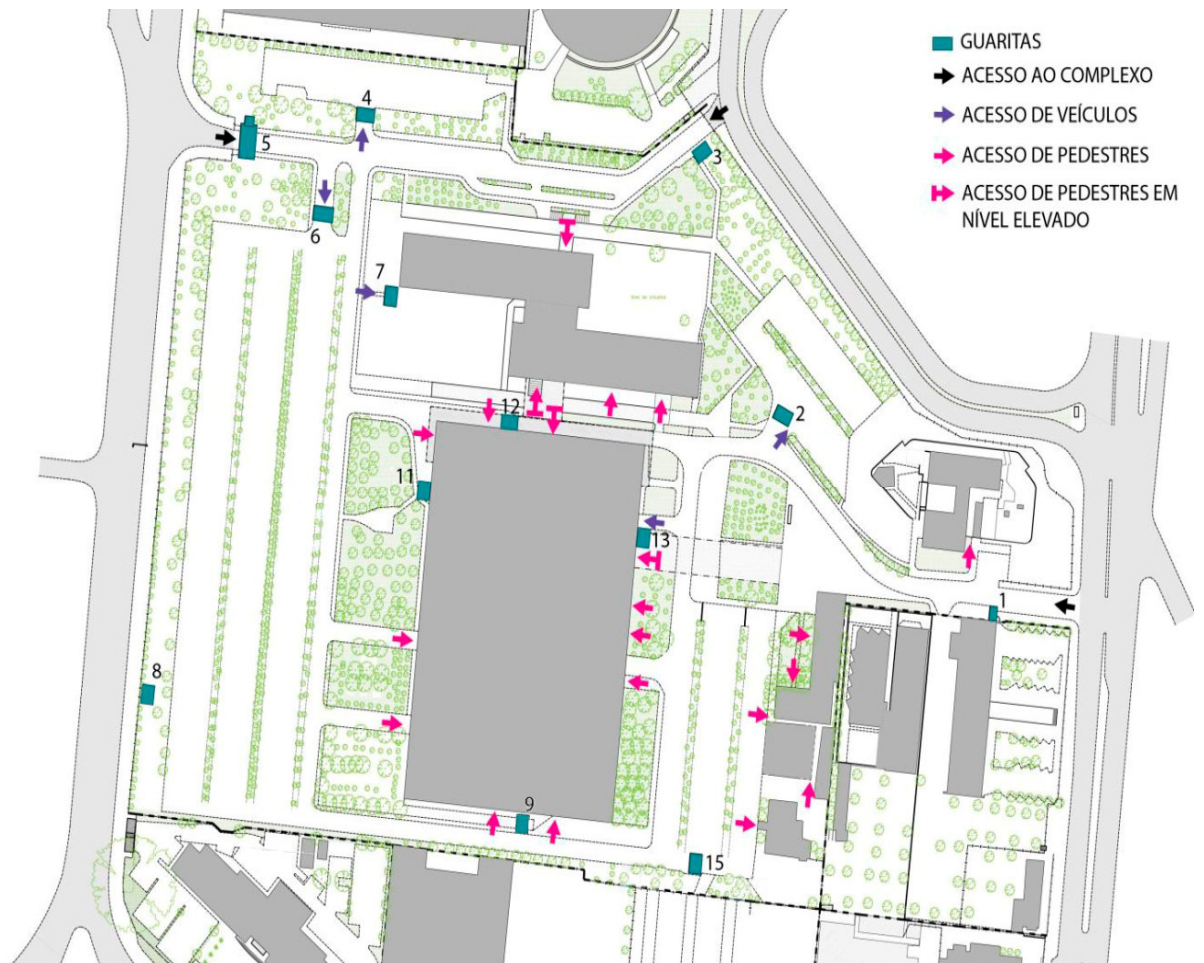 GUARITAS
ACESSO AO COMPLEXO
ACESSO DE VEÍCULOS
ACESSO DE PEDESTRES
ACESSO DE PEDESTRES EM
NÍVEL ELEVADO
4
5
3
6
7
12
2
11
13
1
8
9
15